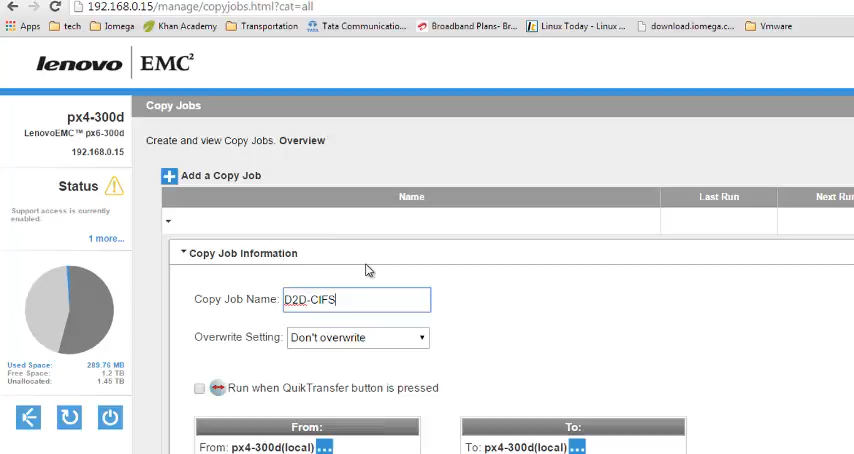 192.168.0.15/manage/copyjobs.html?cat=all
Apps tech Iomega Khan Academy Transportation TATA Tata Communication... Broadband Plans- Br... Linux Today - Linux ... download.iomega.c... Vmware
lenovo EMC²
px4-300d
LenovoEMC™ px6-300d
192.168.0.15
Status
Support access is currently
enabled.
1 more...
Used Space: 289.76 MB
Free Space: 1.2 TB
Unallocated: 1.45 TB
Copy Jobs
Create and view Copy Jobs. Overview
Add a Copy Job
Name Last Run Next Run
Copy Job Information
Copy Job Name: D2D-CIFS
Overwrite Setting: Don't overwrite
Run when QuikTransfer button is pressed
From: To:
From: px4-300d(local) ... To: px4-300d(local) ...